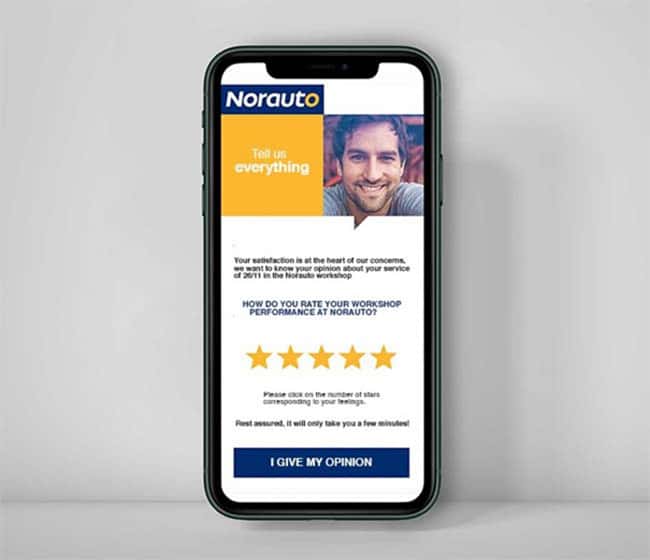 Norauto
Tell us
everything
Your satisfaction is at the heart of our concerns,
we want to know your opinion about your service
of 26/11 in the Norauto workshop
HOW DO YOU RATE YOUR WORKSHOP
PERFORMANCE AT NORAUTO?
Please click on the number of stars
corresponding to your feelings.
Rest assured, it will only take you a few minutes!
I GIVE MY OPINION